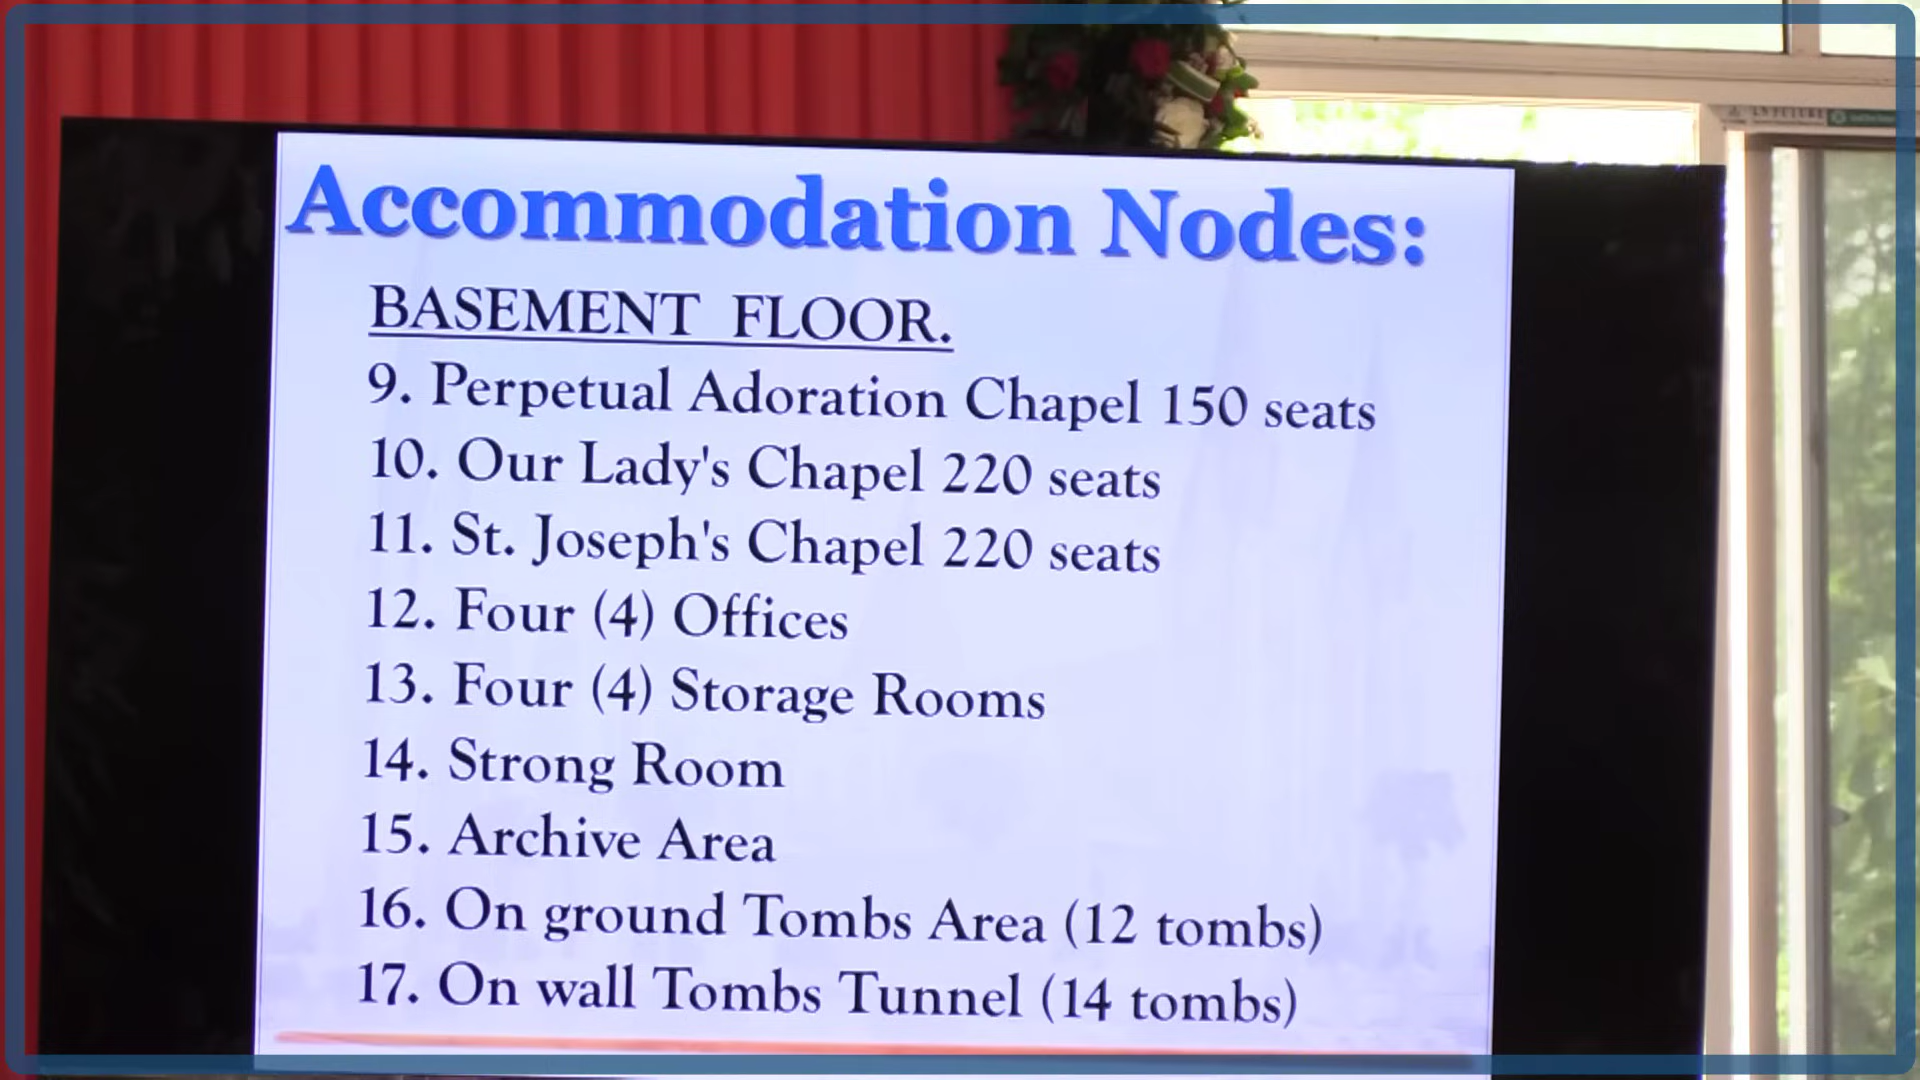 Accommodation Nodes:
BASEMENT FLOOR.
9. Perpetual Adoration Chapel 150 seats
10. Our Lady's Chapel 220 seats
11. St. Joseph's Chapel 220 seats
12. Four (4) Offices
13. Four (4) Storage Rooms
14. Strong Room
15. Archive Area
16. On ground Tombs Area (12 tombs)
17. On wall Tombs Tunnel (14 tombs)